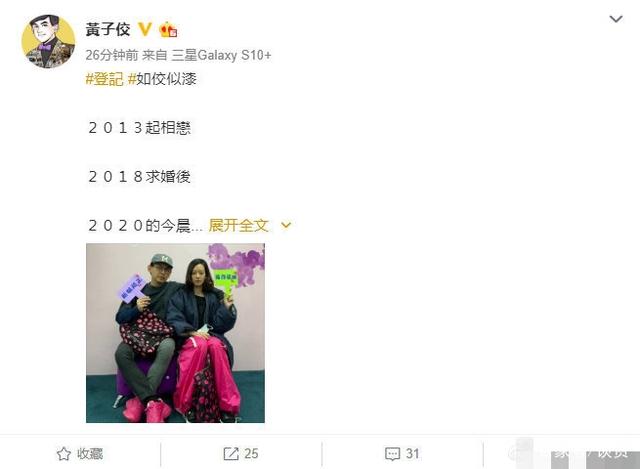 黃子佼
26分钟前 来自 三星Galaxy S10+
#登記 #如佼似漆
２０１３起相戀
２０１８求婚後
２０２０的今晨... 展开全文
收藏
25
31